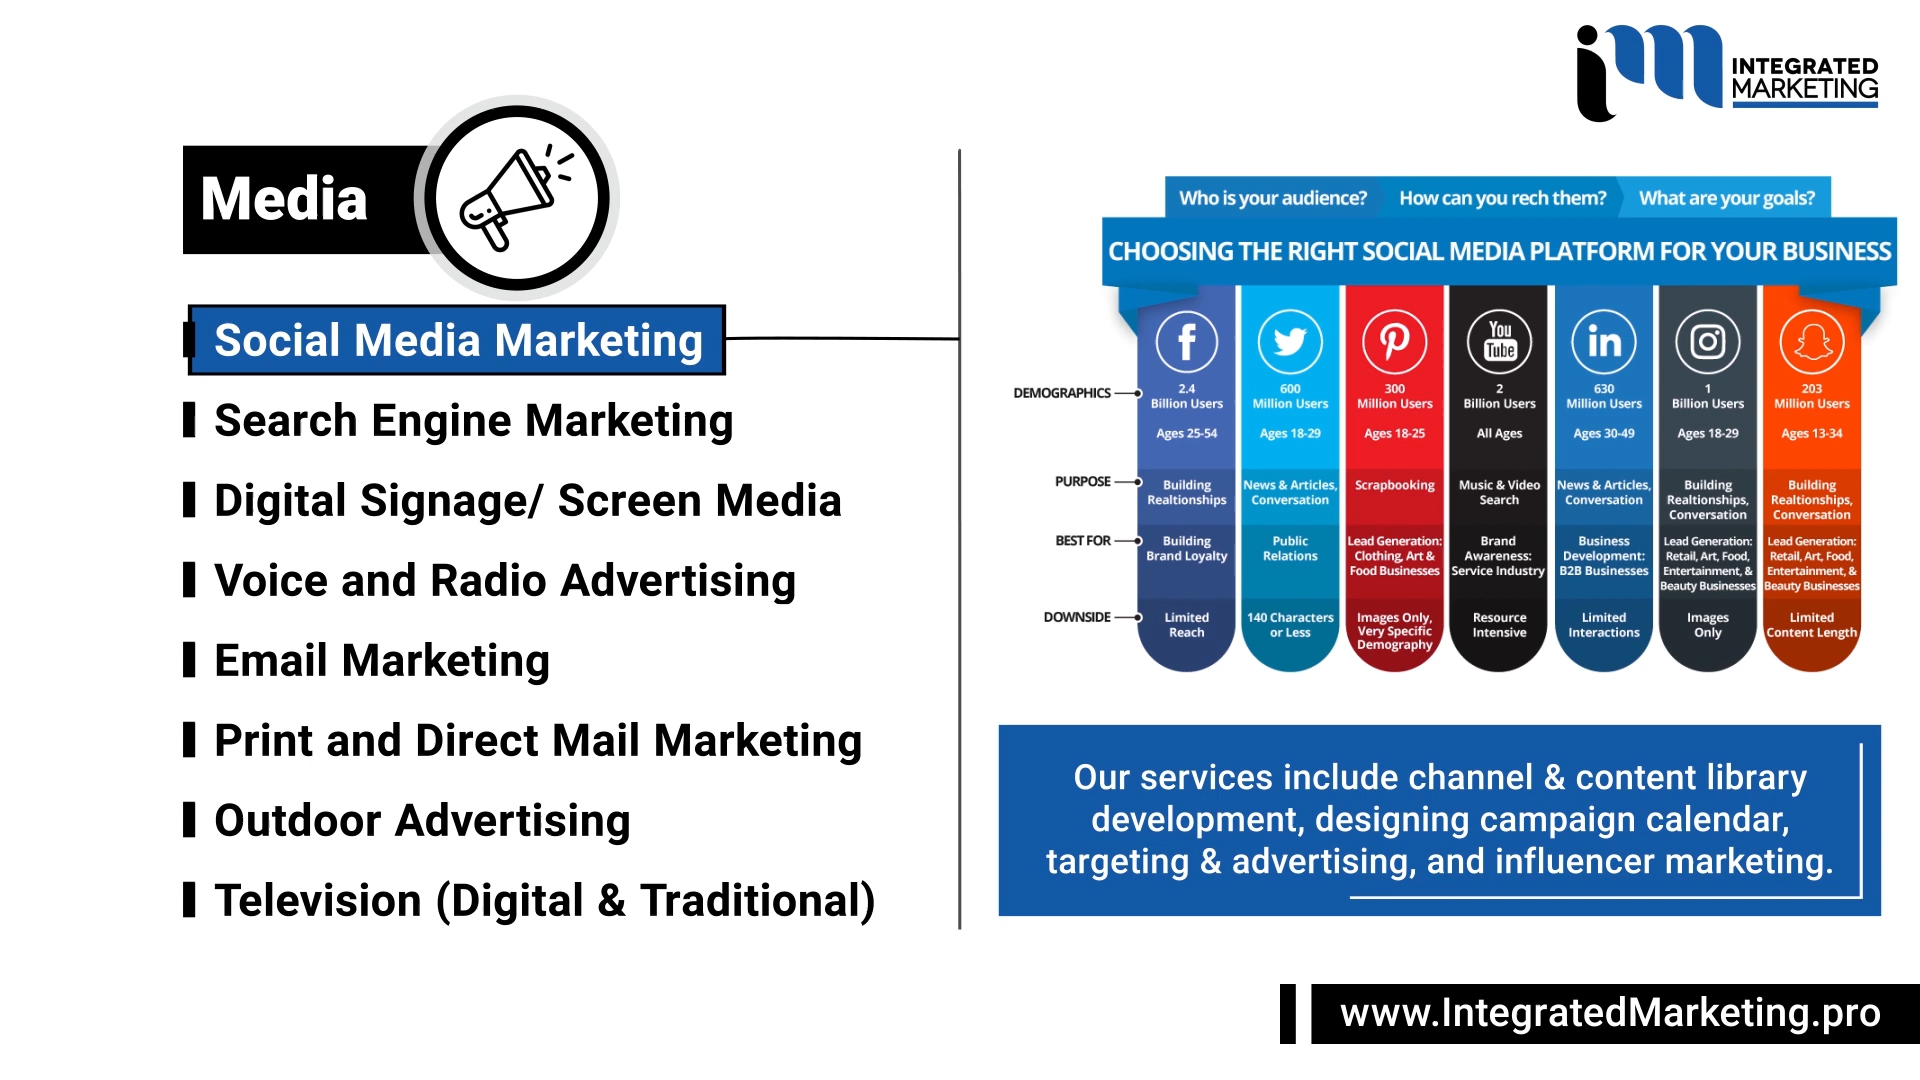 INTEGRATED
MARKETING
Media
Social Media Marketing
Search Engine Marketing
Digital Signage/ Screen Media
Voice and Radio Advertising
Email Marketing
Print and Direct Mail Marketing
Outdoor Advertising
Television (Digital & Traditional)
Who is your audience? How can you rech them? What are your goals?
CHOOSING THE RIGHT SOCIAL MEDIA PLATFORM FOR YOUR BUSINESS
f
in
You
Tube
DEMOGRAPHICS
2.4
Billion Users
Ages 25-54
600
Million Users
Ages 18-29
300
Million Users
Ages 18-25
2
Billion Users
All Ages
630
Million Users
Ages 30-49
1
Billion Users
Ages 18-29
203
Million Users
Ages 13-34
PURPOSE
Building
Realtionships
News & Articles,
Conversation
Scrapbooking
Music & Video
Search
News & Articles,
Conversation
Building
Realtionships,
Conversation
Building
Realtionships,
Conversation
BEST FOR
Building
Brand Loyalty
Public
Relations
Lead Generation:
Clothing, Art &
Food Businesses
Brand
Awareness:
Service Industry
Business
Development:
B2B Businesses
Lead Generation:
Retail, Art, Food,
Entertainment, &
Beauty Businesses
Lead Generation:
Retail, Art, Food,
Entertainment, &
Beauty Businesses
DOWNSIDE
Limited
Reach
140 Characters
or Less
Images Only,
Very Specific
Demography
Resource
Intensive
Limited
Interactions
Images
Only
Limited
Content Length
Our services include channel & content library
development, designing campaign calendar,
targeting & advertising, and influencer marketing.
www.IntegratedMarketing.pro